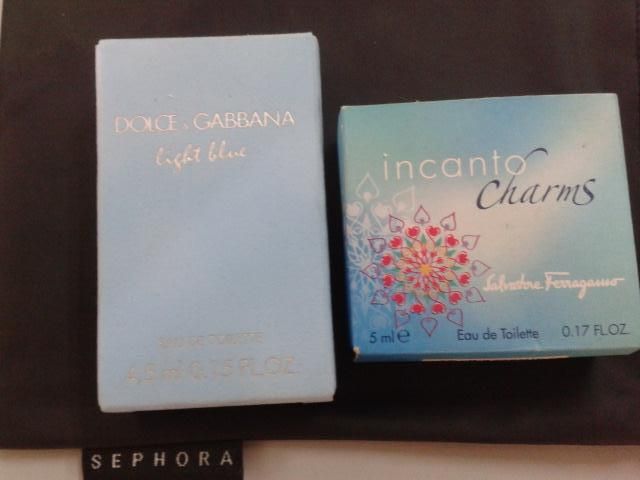 DOLCE & GABBANA
light blue
EAU DE TOILETTE
4,5 ml 0.15 FL.OZ.
incanto
Charms
Salvatore Ferragamo
5 ml e Eau de Toilette 0.17 FL.OZ.
SEPHORA